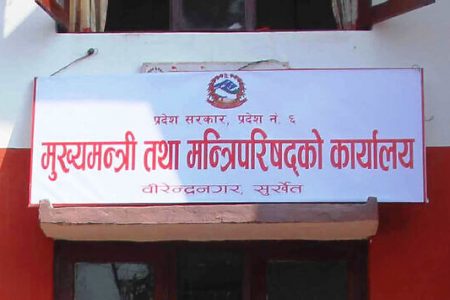 प्रदेश सरकार, प्रदेश नं. ६
मुख्यमन्त्री तथा मन्त्रिपरिषद्को कार्यालय
वीरेन्द्रनगर, सुर्खेत